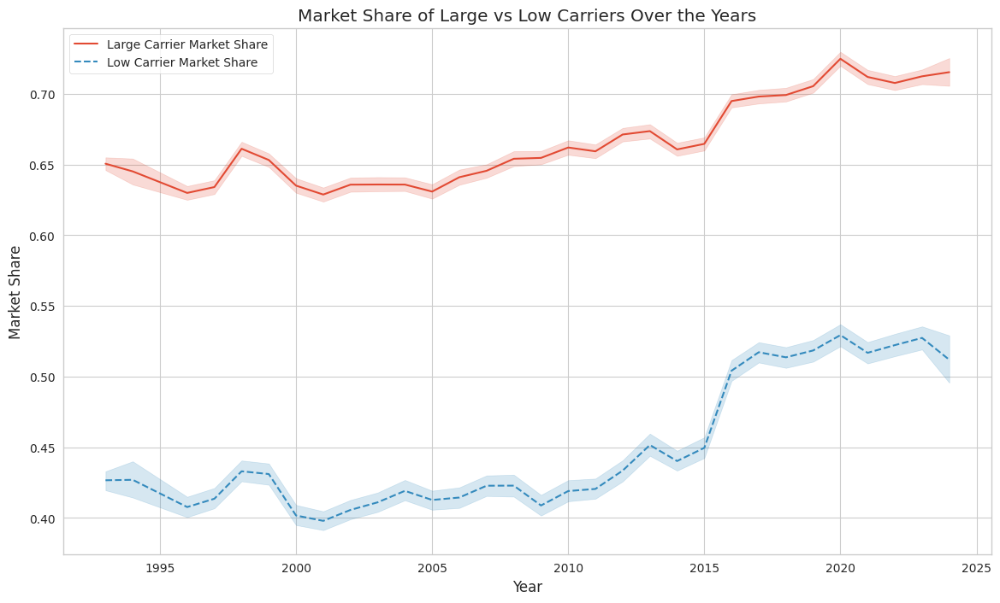 Market Share of Large vs Low Carriers Over the Years
Large Carrier Market Share
Low Carrier Market Share
Market Share
0.70
0.65
0.60
0.55
0.50
0.45
0.40
1995
2000
2005
2010
2015
2020
2025
Year